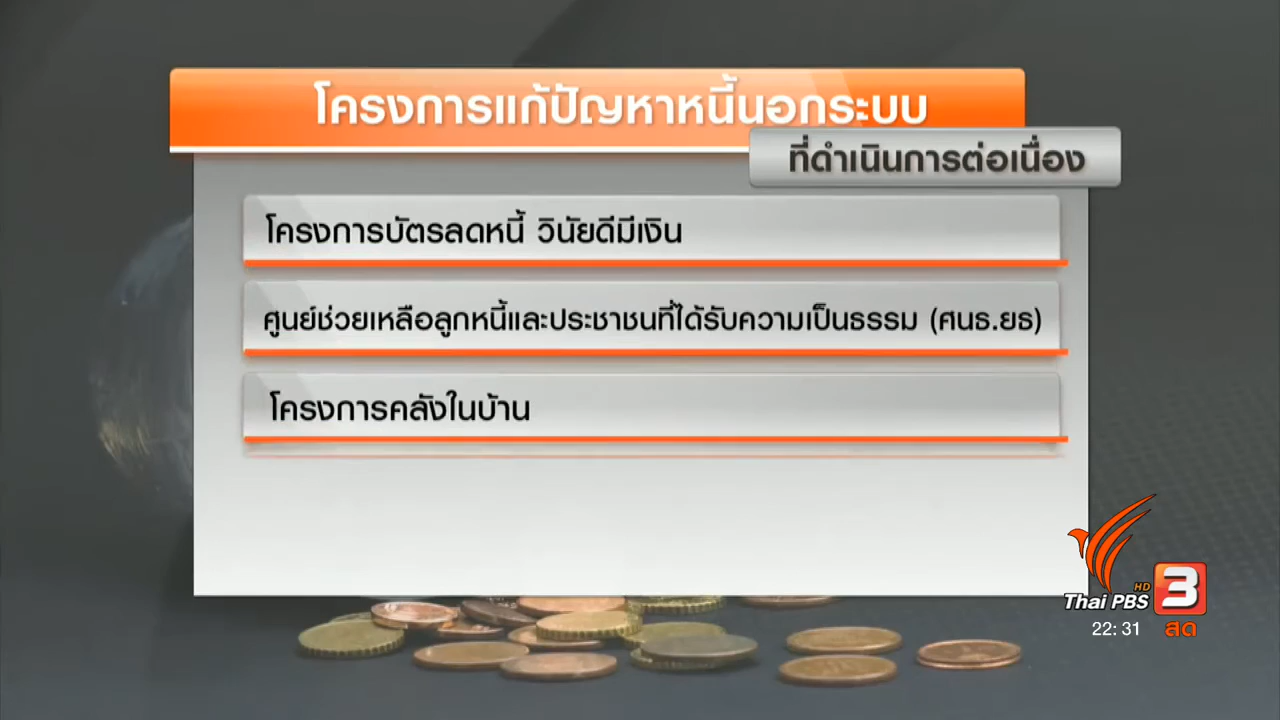 โครงการแก้ปัญหาหนี้นอกระบบ
ที่ดำเนินการต่อเนื่อง
โครงการบัตรลดหนี้ วินัยดีมีเงิน
ศูนย์ช่วยเหลือลูกหนี้และประชาชนที่ได้รับความเป็นธรรม (ศนธ.ยธ)
โครงการคลังในบ้าน
HD
Thai PBS 3
22:31 สด